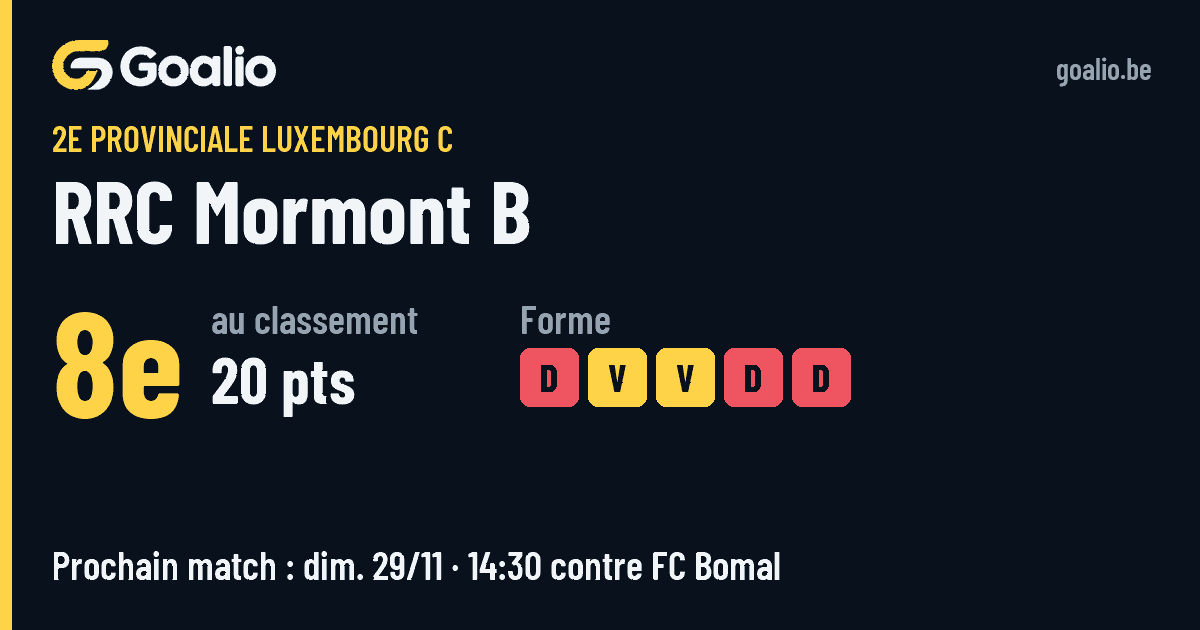 Goalio
goalio.be
2E PROVINCIALE LUXEMBOURG C
RRC Mormont B
8e
au classement
20 pts
Forme
D V V D D
Prochain match : dim. 29/11 · 14:30 contre FC Bomal